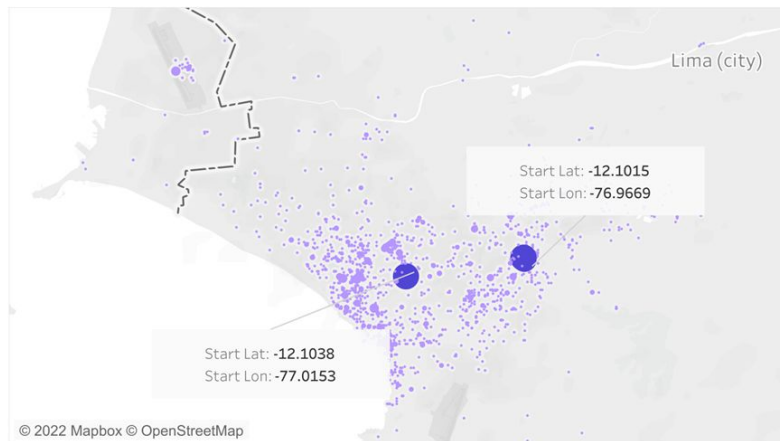 Lima (city)
Start Lat: -12.1015
Start Lon: -76.9669
Start Lat: -12.1038
Start Lon: -77.0153
© 2022 Mapbox © OpenStreetMap